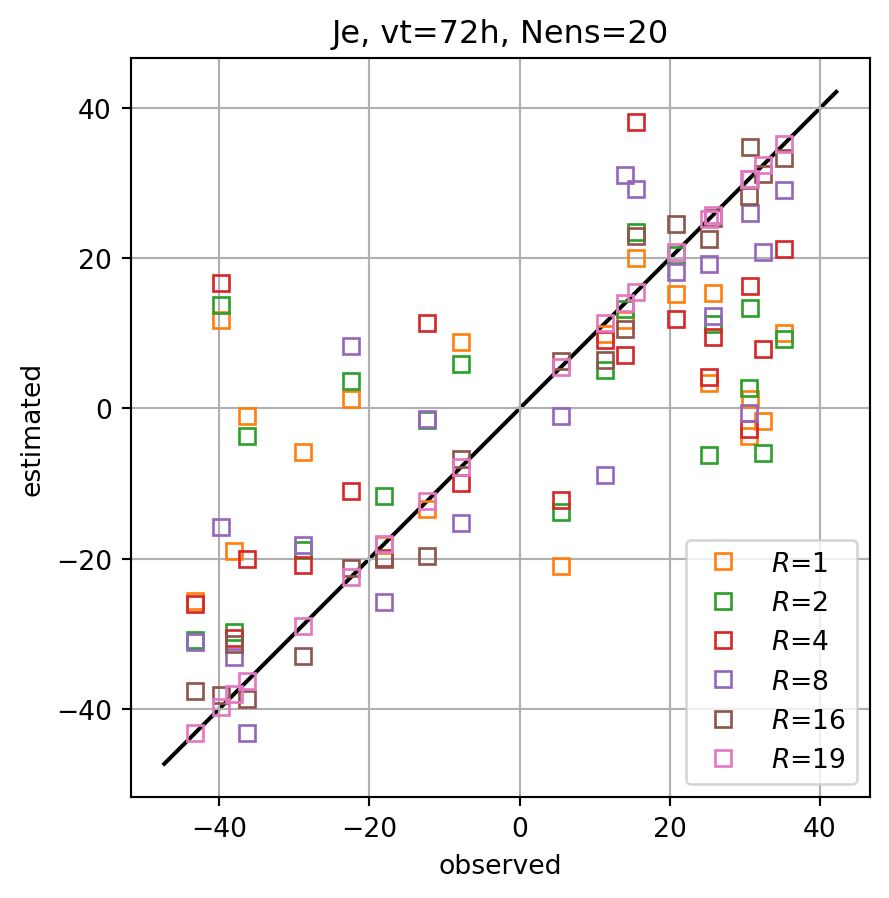 Je, vt=72h, Nens=20
estimated
40
20
0
−20
−40
−40
−20
0
20
40
observed
R=1
R=2
R=4
R=8
R=16
R=19